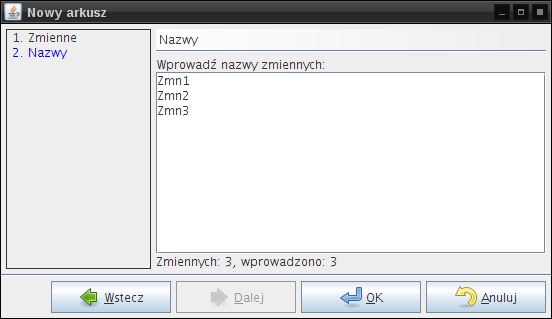 Nowy arkusz
1. Zmienne
2. Nazwy
Nazwy
Wprowadź nazwy zmiennych:
Zmn1
Zmn2
Zmn3
Zmiennych: 3, wprowadzono: 3
Wstecz
Dalej
OK
Anuluj